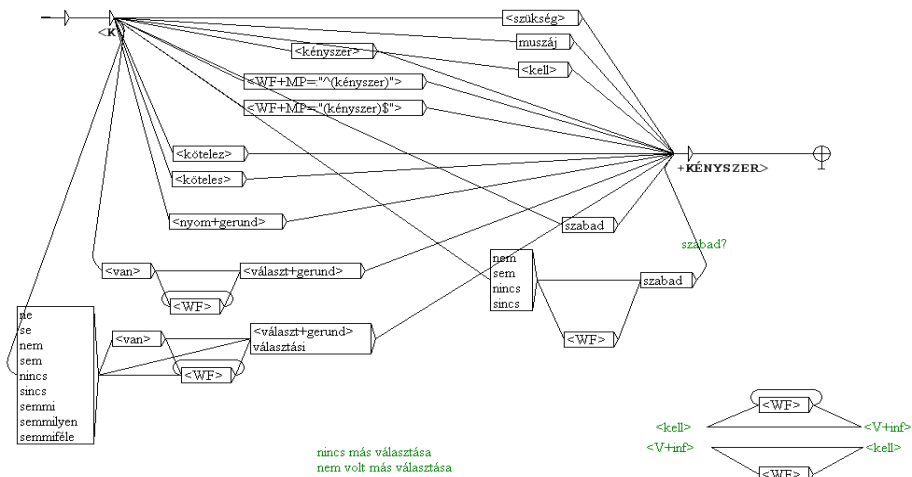 <szükség>
muszáj
<K
<kényszer>
<kell>
<WF+MP=."^(kényszer)">
<WF+MP="(kényszer)$">
<kötelez>
+KÉNYSZER>
<köteles>
<nyom+gerund>
szabad
szabad?
nem
sem
nincs
sincs
<van>
<választ+gerund>
szabad
<WF>
ne
se
nem
sem
nincs
sincs
semmi
semmilyen
semmiféle
<van>
<választ+gerund>
választási
<WF>
<WF>
<WF>
<kell>
<V+inf>
<V+inf>
<kell>
<WF>
nincs más választása
nem volt más választása